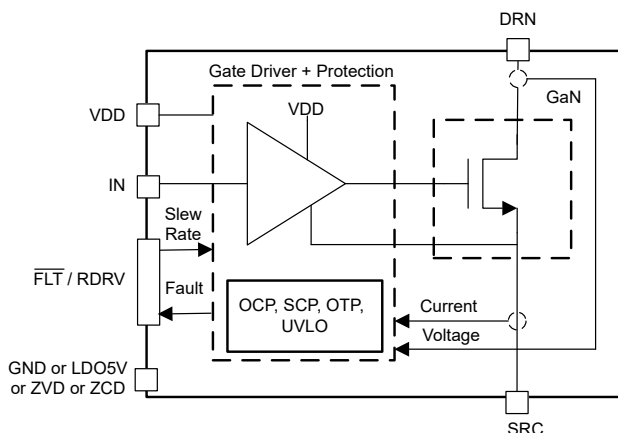 DRN
Gate Driver + Protection
GaN
VDD
VDD
IN
Slew
Rate
FLT / RDRV
Fault
OCP, SCP, OTP,
UVLO
Current
Voltage
GND or LDO5V
or ZVD or ZCD
SRC